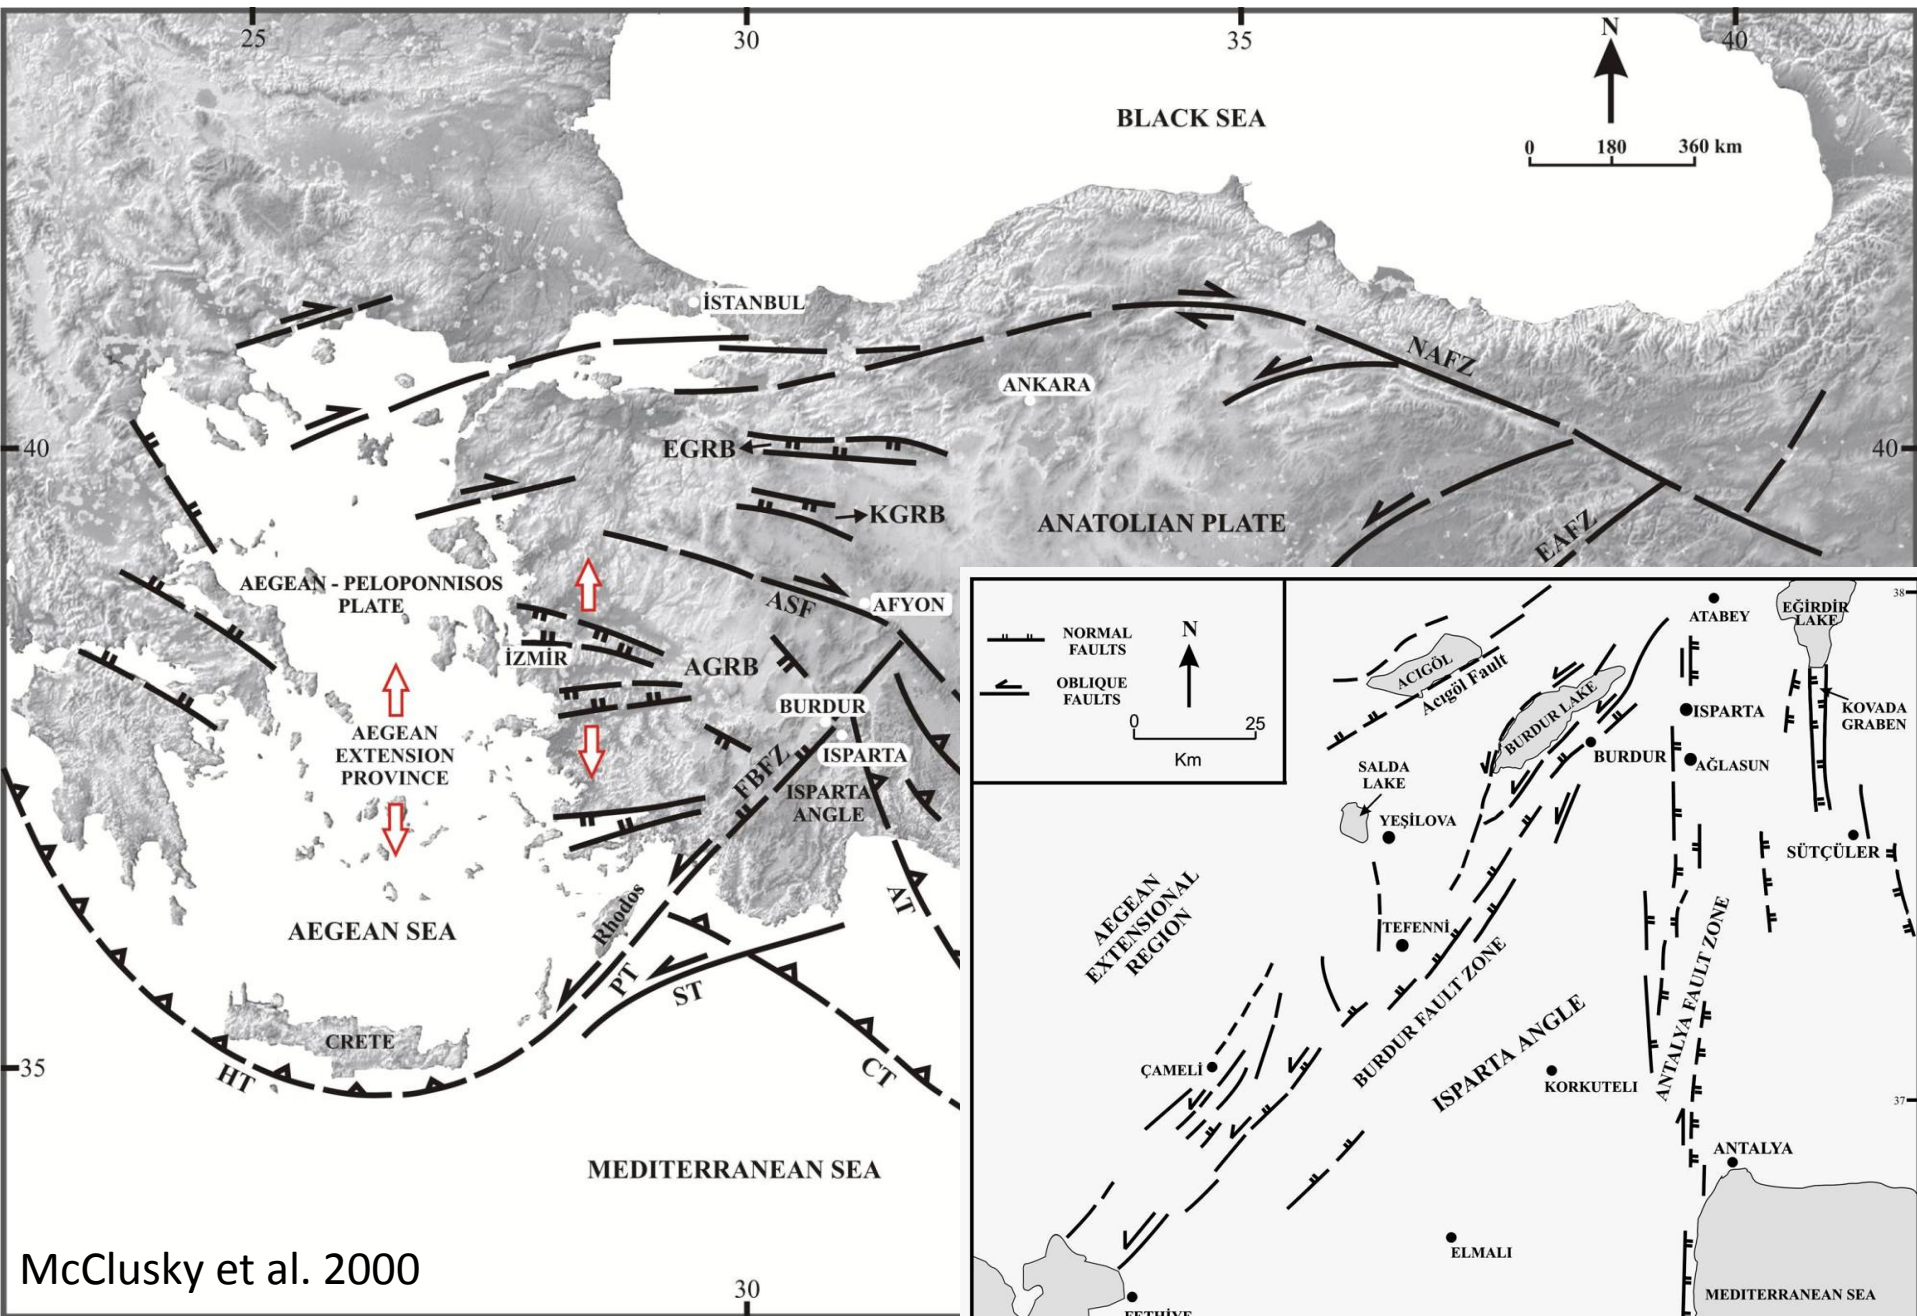 25
30
35
40
N
BLACK SEA
0 180 360 km
İSTANBUL
NAFZ
ANKARA
40
EGRB
40
KGRB
ANATOLIAN PLATE
EAFZ
AEGEAN - PELOPONNISOS
PLATE
ASF
AFYON
İZMİR
AGRB
BURDUR
AEGEAN
EXTENSION
PROVINCE
FBFZ
ISPARTA
ISPARTA
ANGLE
AT
AEGEAN SEA
Rhodos
PT
ST
CRETE
35
HT
CT
MEDITERRANEAN SEA
McClusky et al. 2000
30
NORMAL
FAULTS
OBLIQUE
FAULTS
N
0 25
Km
38
ATABEY
EĞİRDİR
LAKE
ACIGÖL
Acıgöl Fault
BURDUR LAKE
ISPARTA
KOVADA
GRABEN
BURDUR
AĞLASUN
SALDA
LAKE
YEŞİLOVA
SÜTÇÜLER
AEGEAN
EXTENSIONAL
REGION
TEFENNİ
BURDUR FAULT ZONE
ANTALYA FAULT ZONE
ISPARTA ANGLE
ÇAMELİ
KORKUTELI
37
ANTALYA
ELMALI
MEDITERRANEAN SEA
FETHİYE